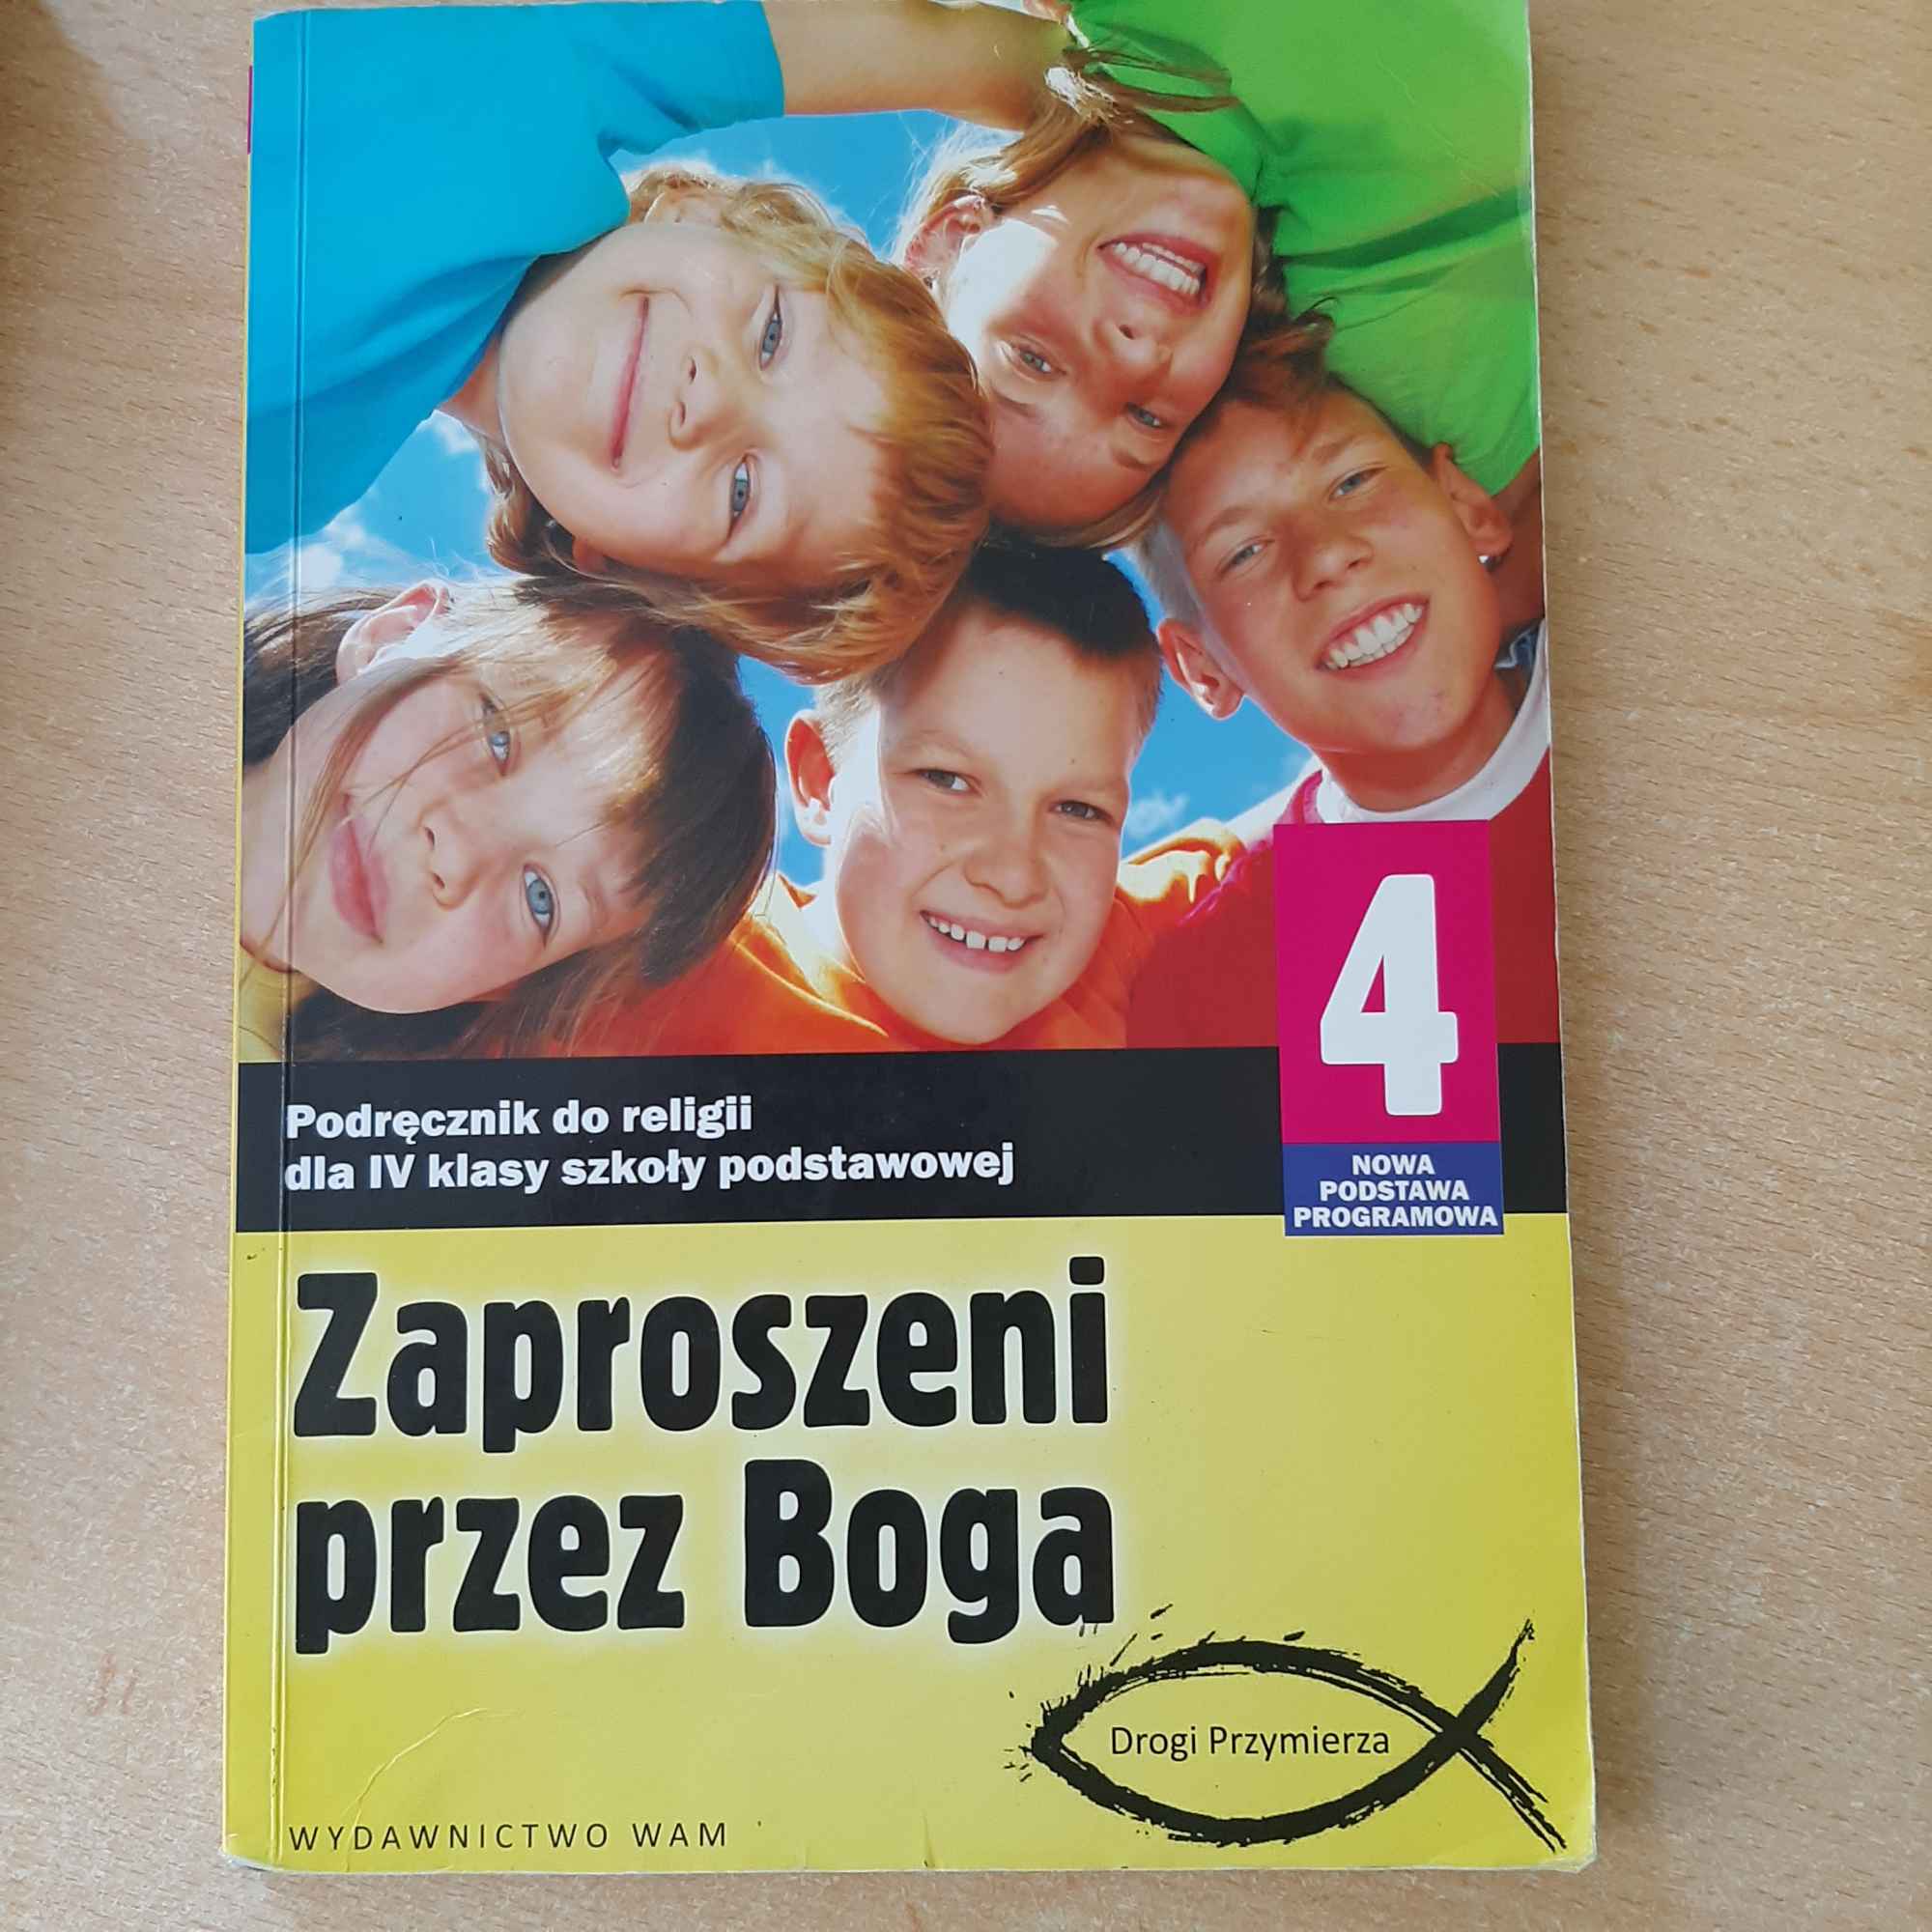 4
Podręcznik do religii
dla IV klasy szkoły podstawowej
NOWA
PODSTAWA
PROGRAMOWA
Zaproszeni
przez Boga
Drogi Przymierza
WYDAWNICTWO WAM